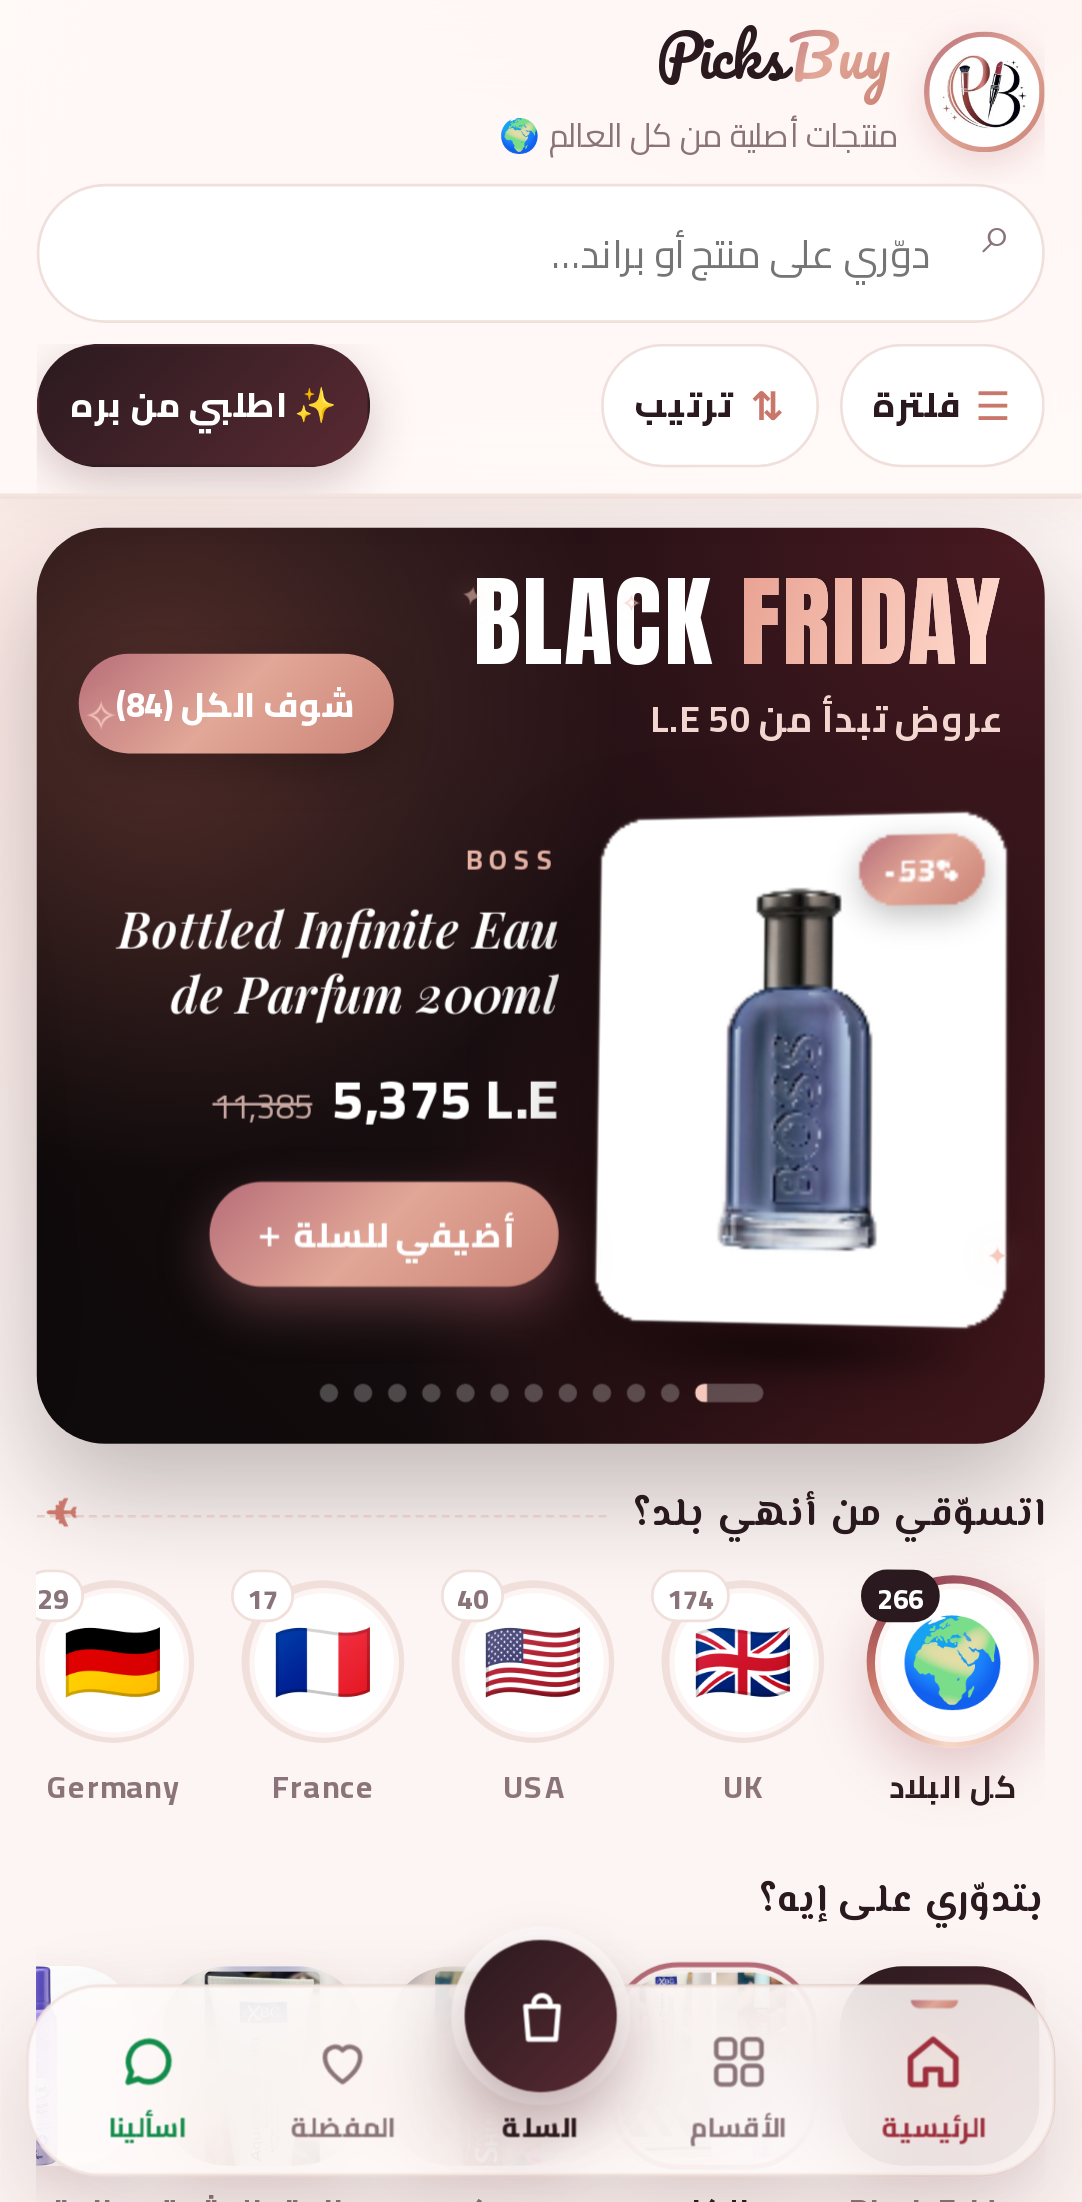 PicksBuy
منتجات أصلية من كل العالم 🌍
دوّري على منتج أو براند...
فلترة
ترتيب
✨ اطلبي من بره
BLACK FRIDAY
عروض تبدأ من 50 L.E
شوف الكل (84)
-53%
BOSS
BOSS
Bottled Infinite Eau
de Parfum 200ml
5,375 L.E 11,385
أضيفي للسلة +
اتسوّقي من أنهي بلد؟
266
174
40
17
29
كل البلاد
UK
USA
France
Germany
بتدوّري على إيه؟
الرئيسية
الأقسام
السلة
المفضلة
اسألينا